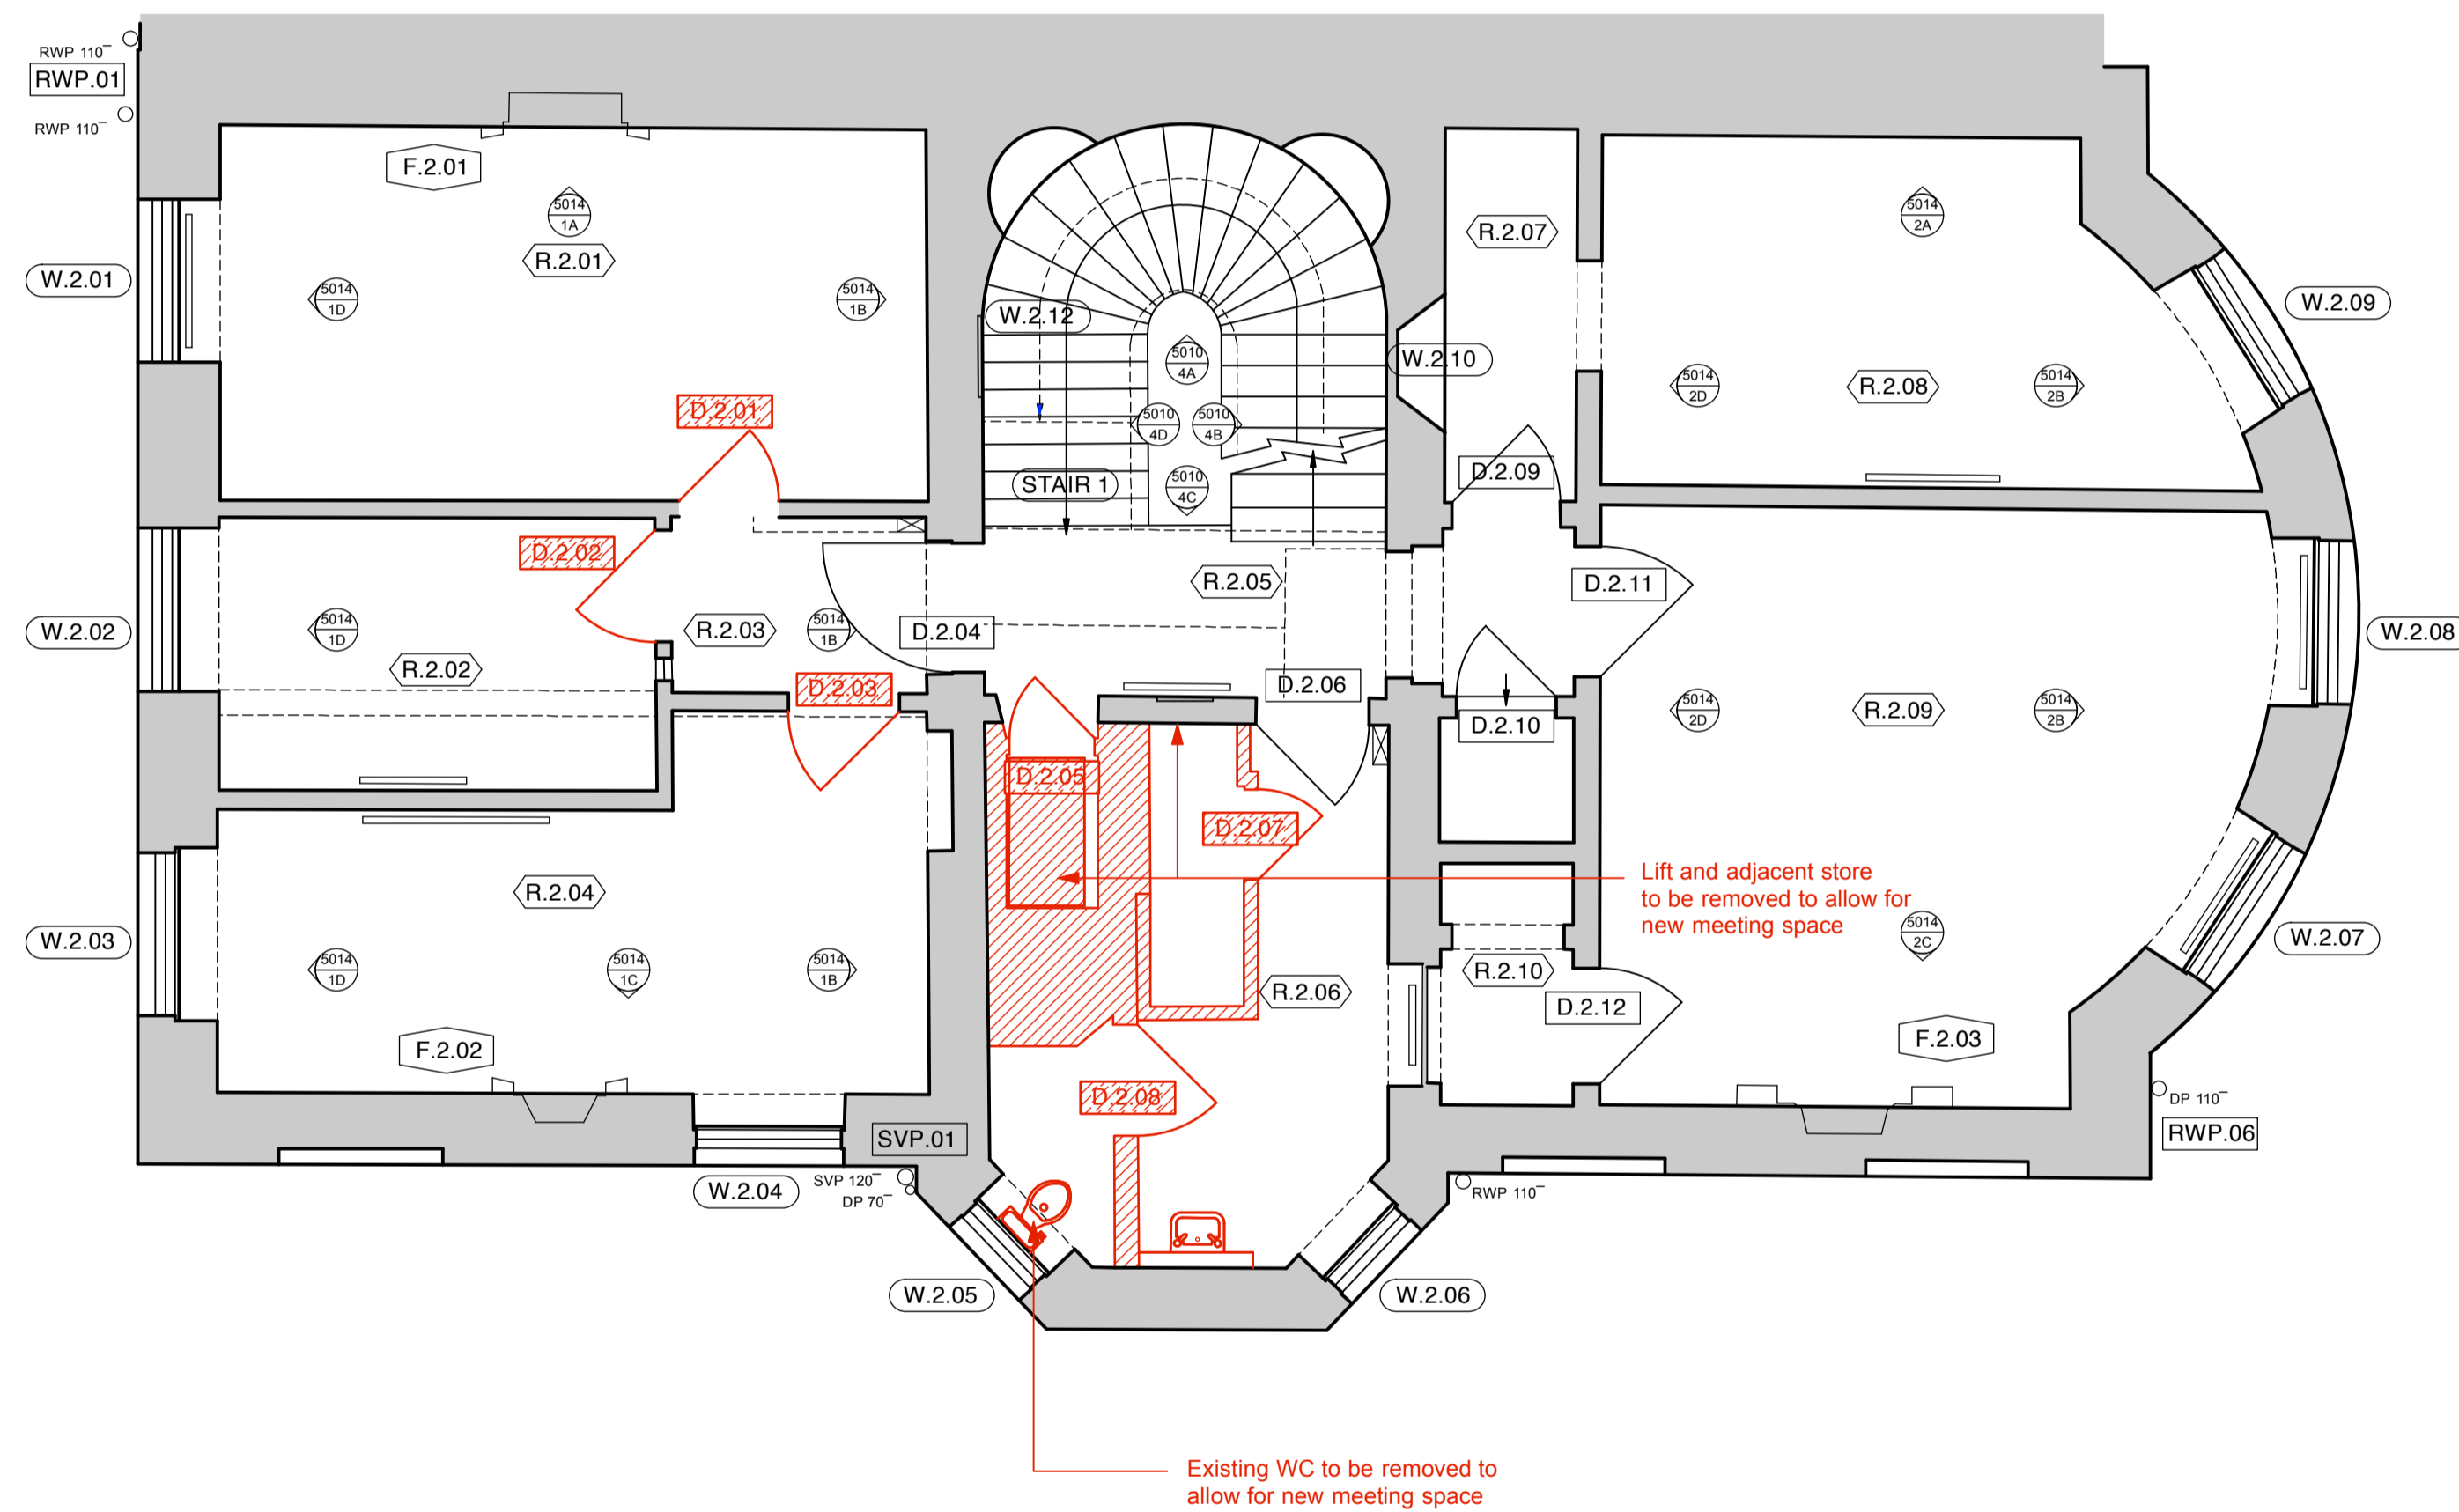 RWP 110
RWP.01
RWP 110
F.2.01
5014
1A
R.2.01
W.2.01
5014
1D
5014
1B
D.2.01
W.2.12
5010
4A
5010
4D
5010
4B
STAIR 1
5010
4C
R.2.07
W.2.10
D.2.09
5014
2A
W.2.09
5014
2D
R.2.08
5014
2B
D.2.02
W.2.02
5014
1D
R.2.02
R.2.03
5014
1B
D.2.04
R.2.05
D.2.11
D.2.03
D.2.06
D.2.10
W.2.08
5014
2D
R.2.09
5014
2B
D.2.05
D.2.07
Lift and adjacent store
to be removed to allow for
new meeting space
R.2.04
W.2.03
5014
1D
5014
1C
5014
1B
R.2.06
R.2.10
D.2.12
5014
2C
W.2.07
F.2.02
F.2.03
D.2.08
SVP.01
DP 110
RWP.06
W.2.04
SVP 120
DP 70
RWP 110
W.2.05
W.2.06
Existing WC to be removed to
allow for new meeting space